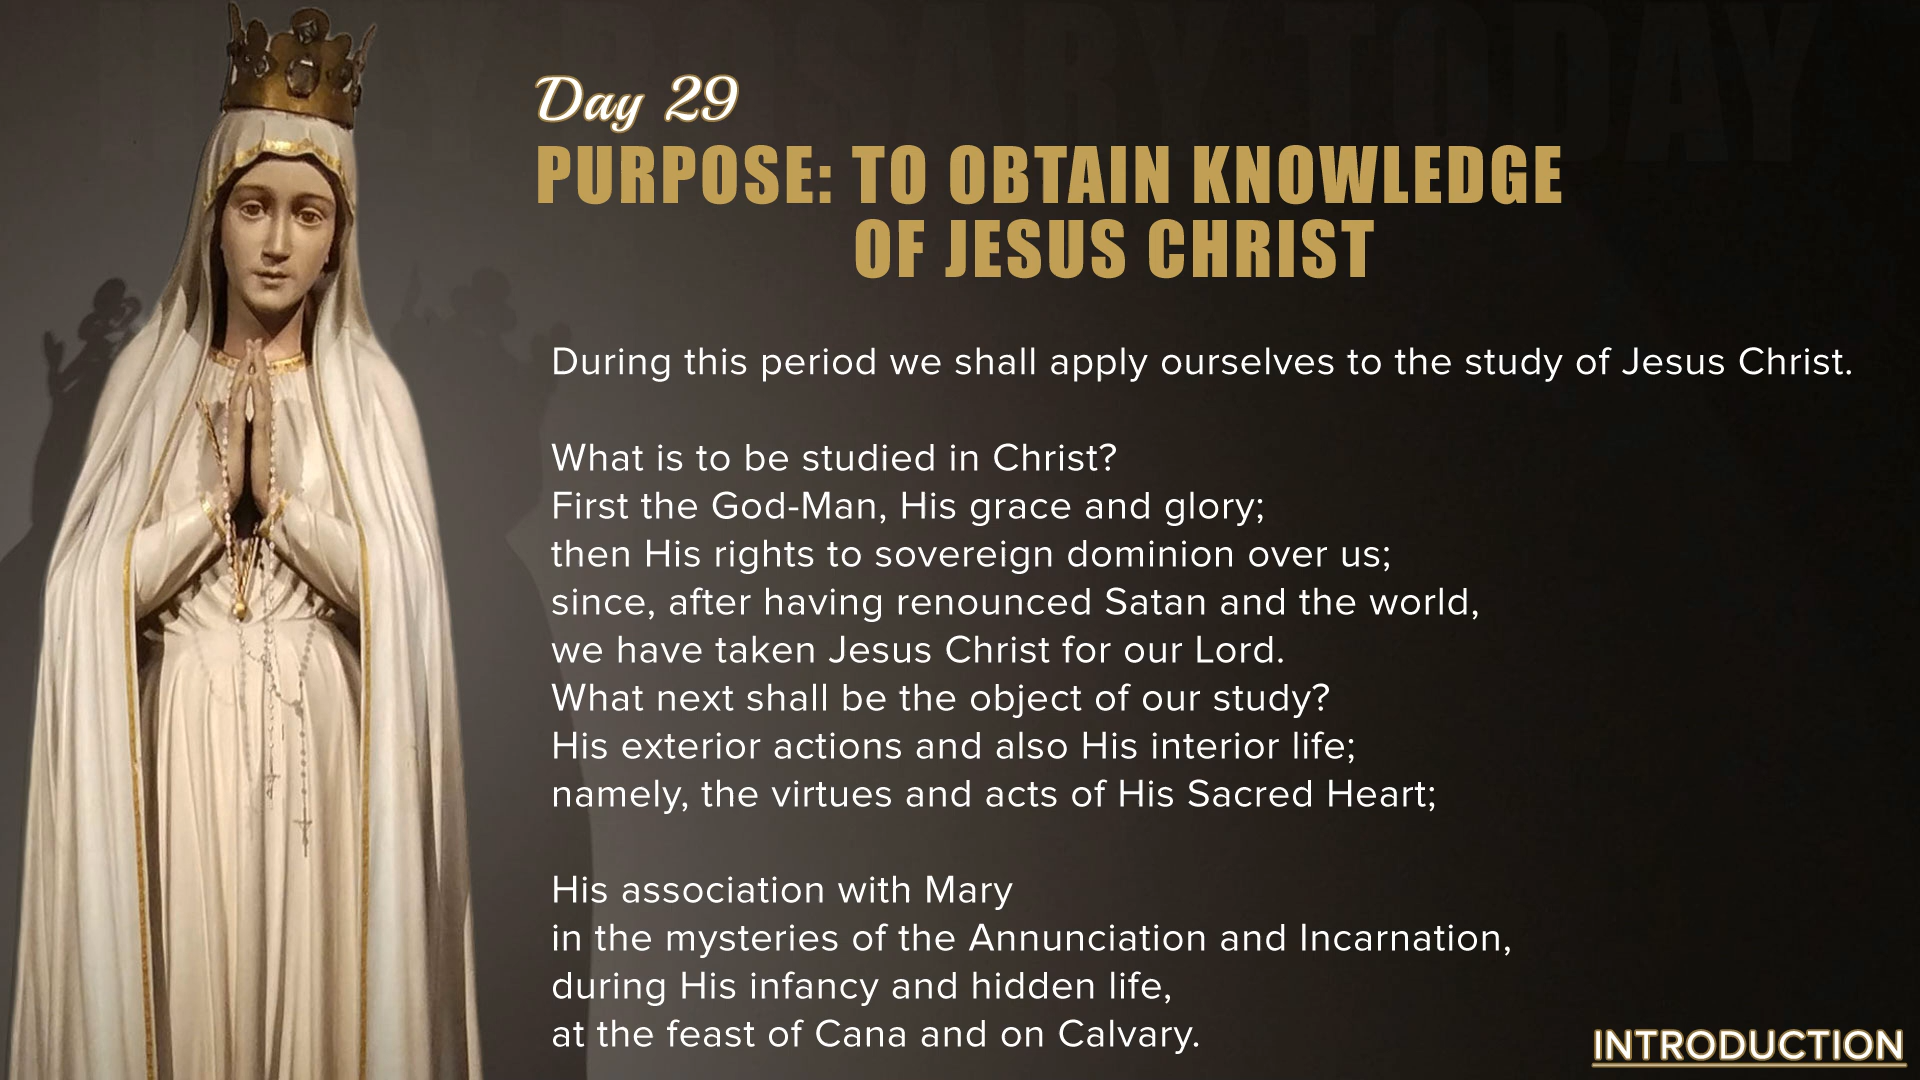 HOLY ROSARY TODAY
Day 29
PURPOSE: TO OBTAIN KNOWLEDGE
OF JESUS CHRIST
During this period we shall apply ourselves to the study of Jesus Christ.
What is to be studied in Christ?
First the God-Man, His grace and glory;
then His rights to sovereign dominion over us;
since, after having renounced Satan and the world,
we have taken Jesus Christ for our Lord.
What next shall be the object of our study?
His exterior actions and also His interior life;
namely, the virtues and acts of His Sacred Heart;
His association with Mary
in the mysteries of the Annunciation and Incarnation,
during His infancy and hidden life,
at the feast of Cana and on Calvary.
INTRODUCTION